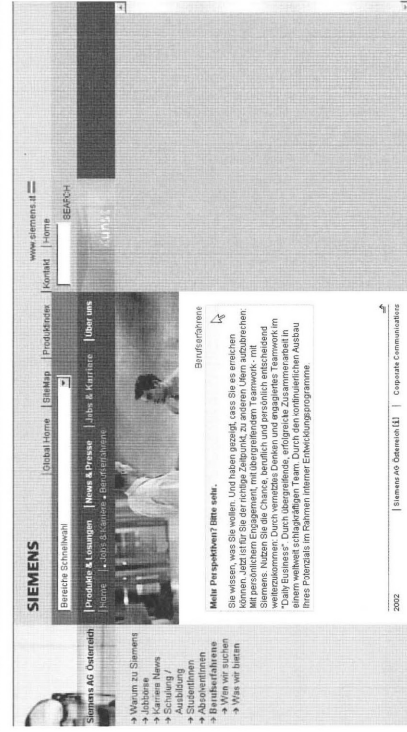 SIEMENS
www.siemens.at
Global Home | SiteMap | Produktindex | Kontakt | Home
Bereiche Schnellwahl
SEARCH
Siemens AG Österreich
Produkte & Lösungen | News & Presse | Jobs & Karriere | Über uns
Home • Jobs & Karriere • Berufserfahrene
→ Warum zu Siemens
→ Jobbörse
→ Karriere News
→ Schulung /
Ausbildung
→ StudentInnen
→ AbsolventInnen
→ Berufserfahrene
→ Wen wir suchen
→ Was wir bieten
Berufserfahrene
Mehr Perspektiven? Bitte sehr.
Sie wissen, was Sie wollen. Und haben gezeigt, dass Sie es erreichen
können. Jetzt ist für Sie der richtige Zeitpunkt, zu anderen Ufern aufzubrechen:
Mit persönlichem Engagement, mit übergreifendem Teamwork - mit
Siemens. Nutzen Sie die Chance, beruflich und persönlich entscheidend
weiterzukommen. Durch vernetztes Denken und engagiertes Teamwork im
"Daily Business". Durch übergreifende, erfolgreiche Zusammenarbeit in
einem weltweit schlagkräftigen Team. Durch den kontinuierlichen Ausbau
Ihres Potenzials im Rahmen interner Entwicklungsprogramme.
2002 | Siemens AG Österreich [i] | Corporate Communications